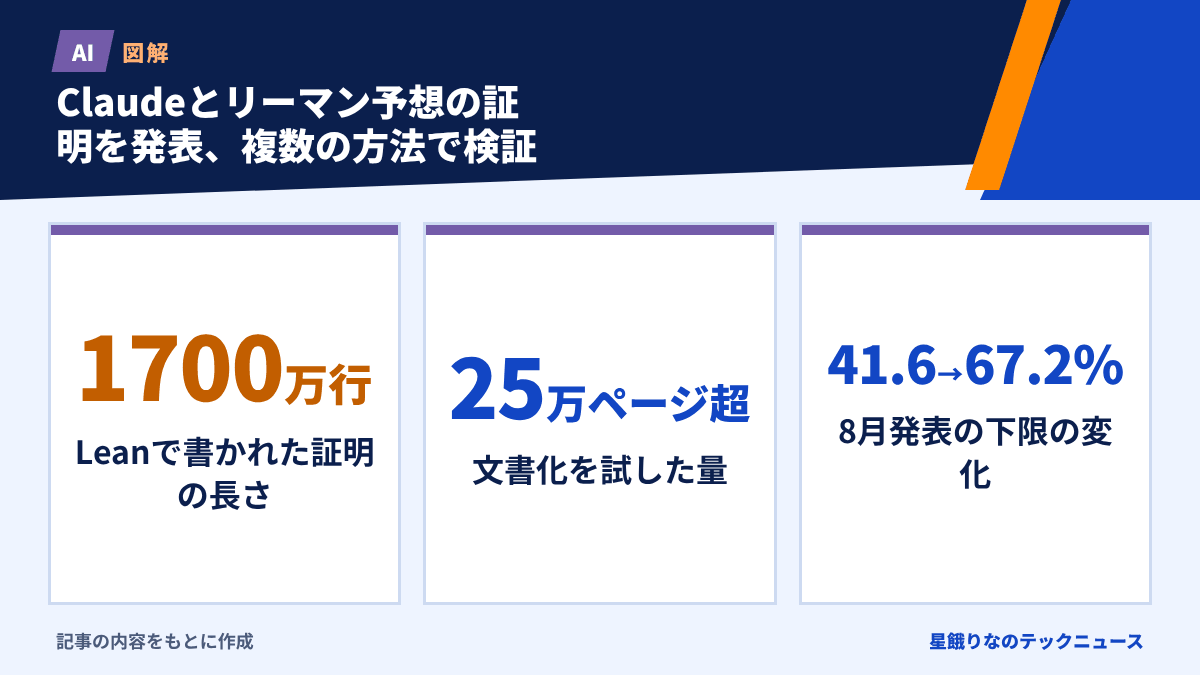 AI 図解
Claudeとリーマン予想の証
明を発表、複数の方法で検証
1700万行
Leanで書かれた証明
の長さ
25万ページ超
文書化を試した量
41.6→67.2%
8月発表の下限の変
化
記事の内容をもとに作成
星餓りなのテックニュース